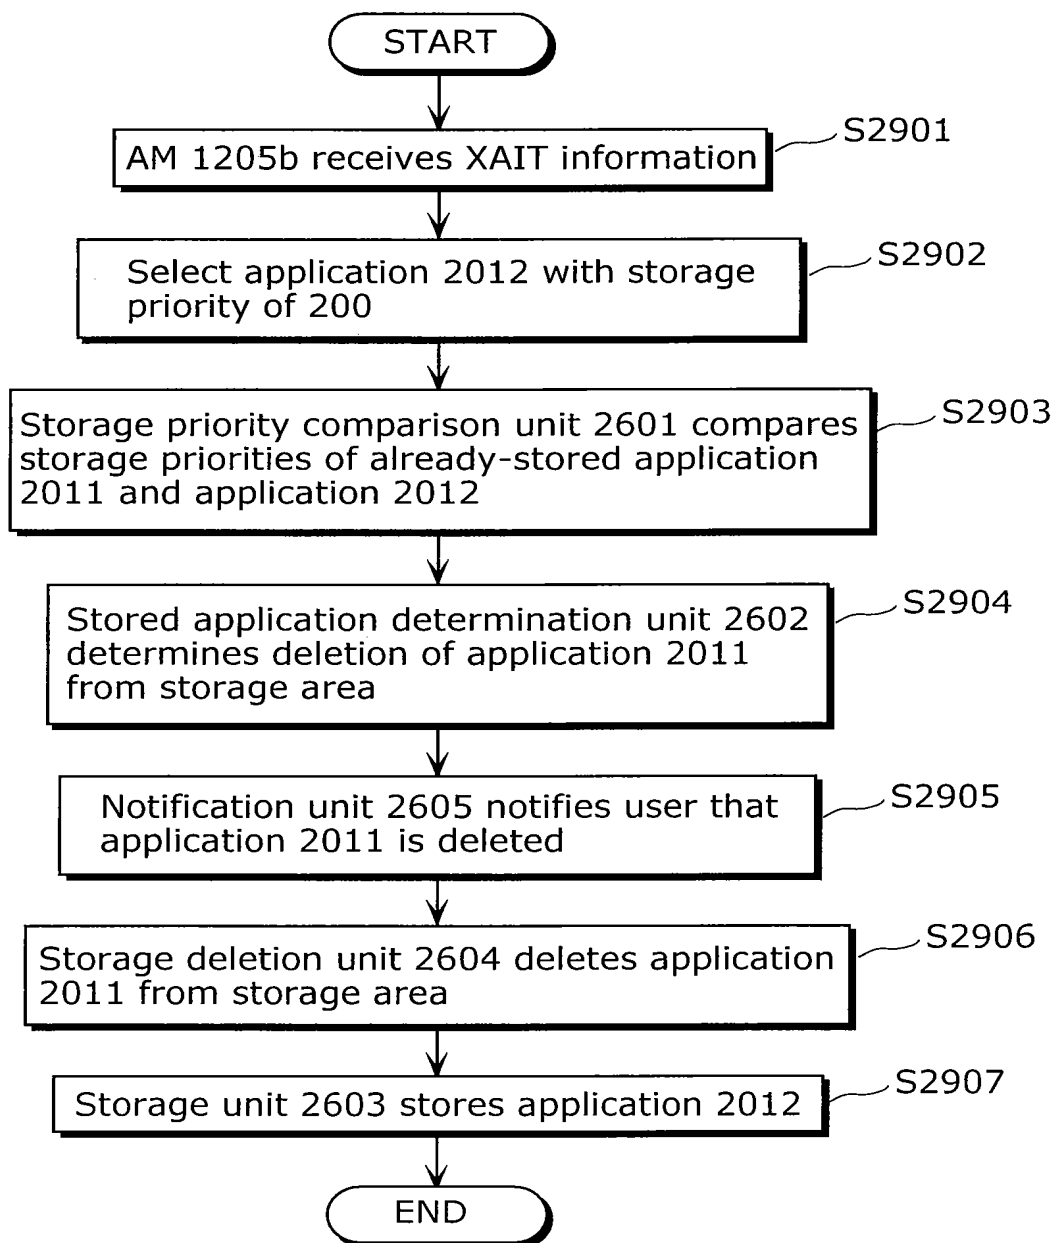 START
AM 1205b receives XAIT information
S2901
Select application 2012 with storage
priority of 200
S2902
Storage priority comparison unit 2601 compares
storage priorities of already-stored application
2011 and application 2012
S2903
Stored application determination unit 2602
determines deletion of application 2011
from storage area
S2904
Notification unit 2605 notifies user that
application 2011 is deleted
S2905
Storage deletion unit 2604 deletes application
2011 from storage area
S2906
Storage unit 2603 stores application 2012
S2907
END